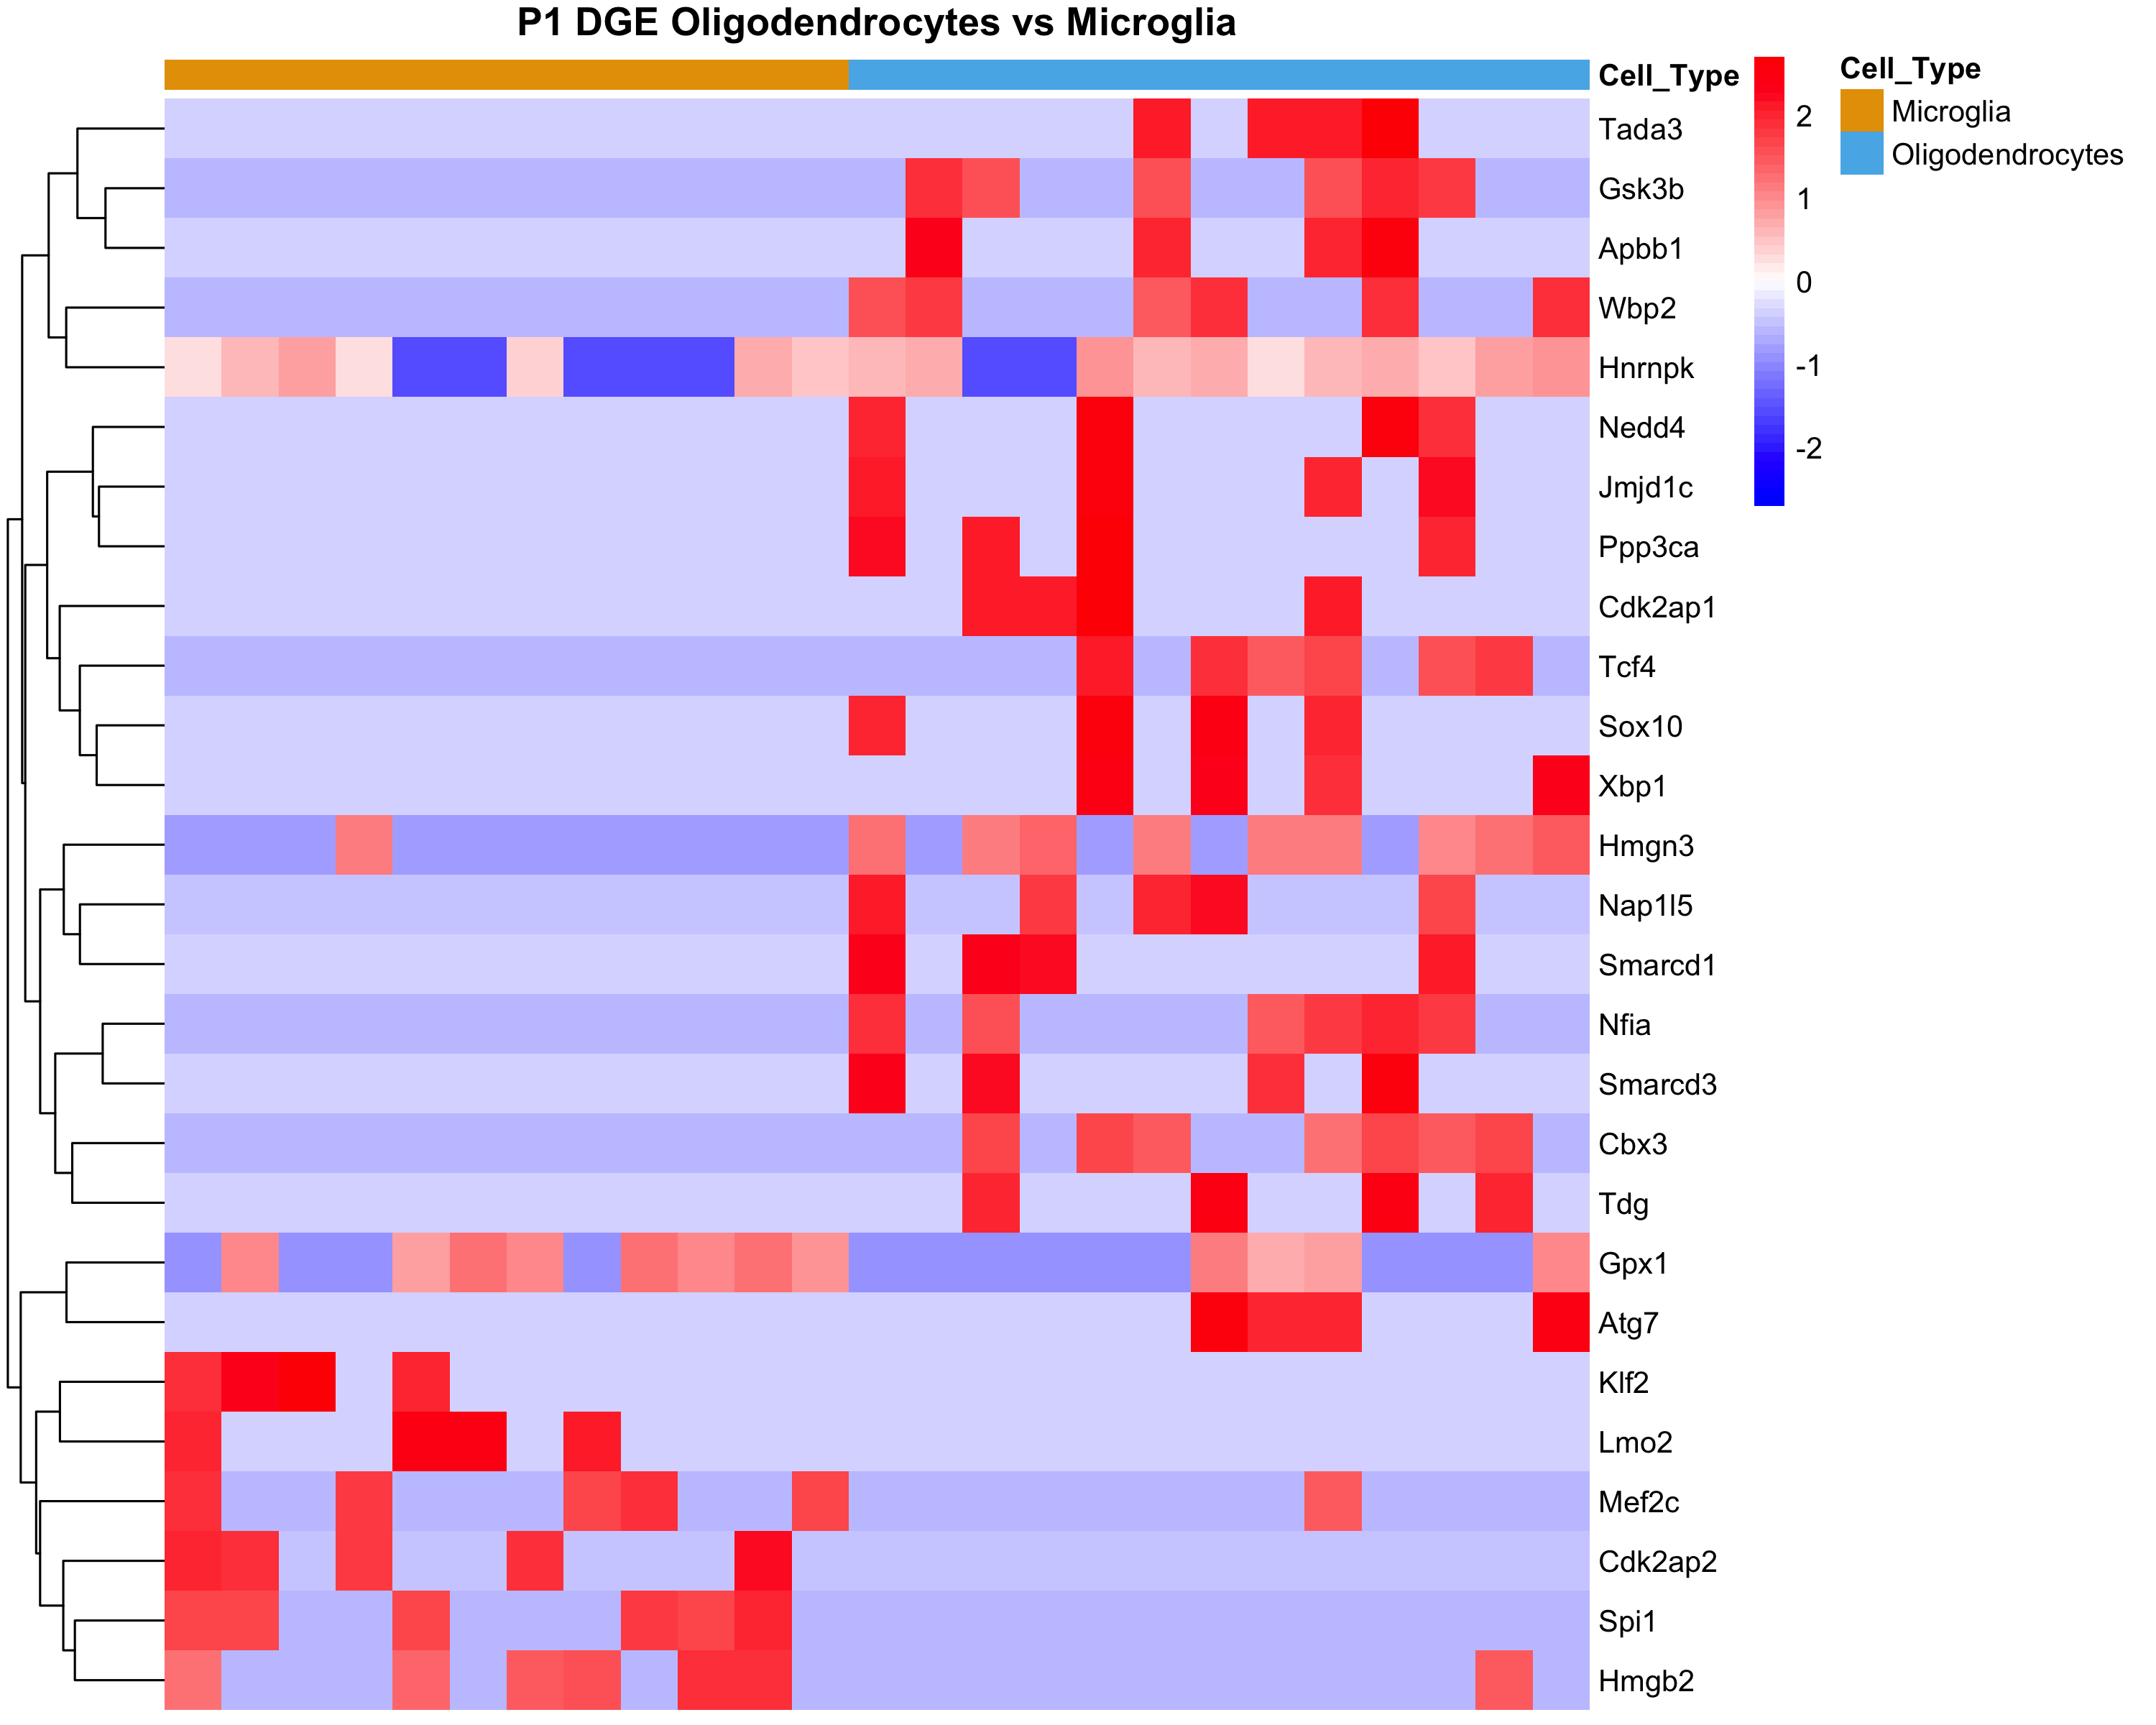 P1 DGE Oligodendrocytes vs Microglia
Cell_Type
Tada3
Gsk3b
Apbb1
Wbp2
Hnrnpk
Nedd4
Jmjd1c
Ppp3ca
Cdk2ap1
Tcf4
Sox10
Xbp1
Hmgn3
Nap1l5
Smarcd1
Nfia
Smarcd3
Cbx3
Tdg
Gpx1
Atg7
Klf2
Lmo2
Mef2c
Cdk2ap2
Spi1
Hmgb2
2
1
0
-1
-2
Cell_Type
Microglia
Oligodendrocytes